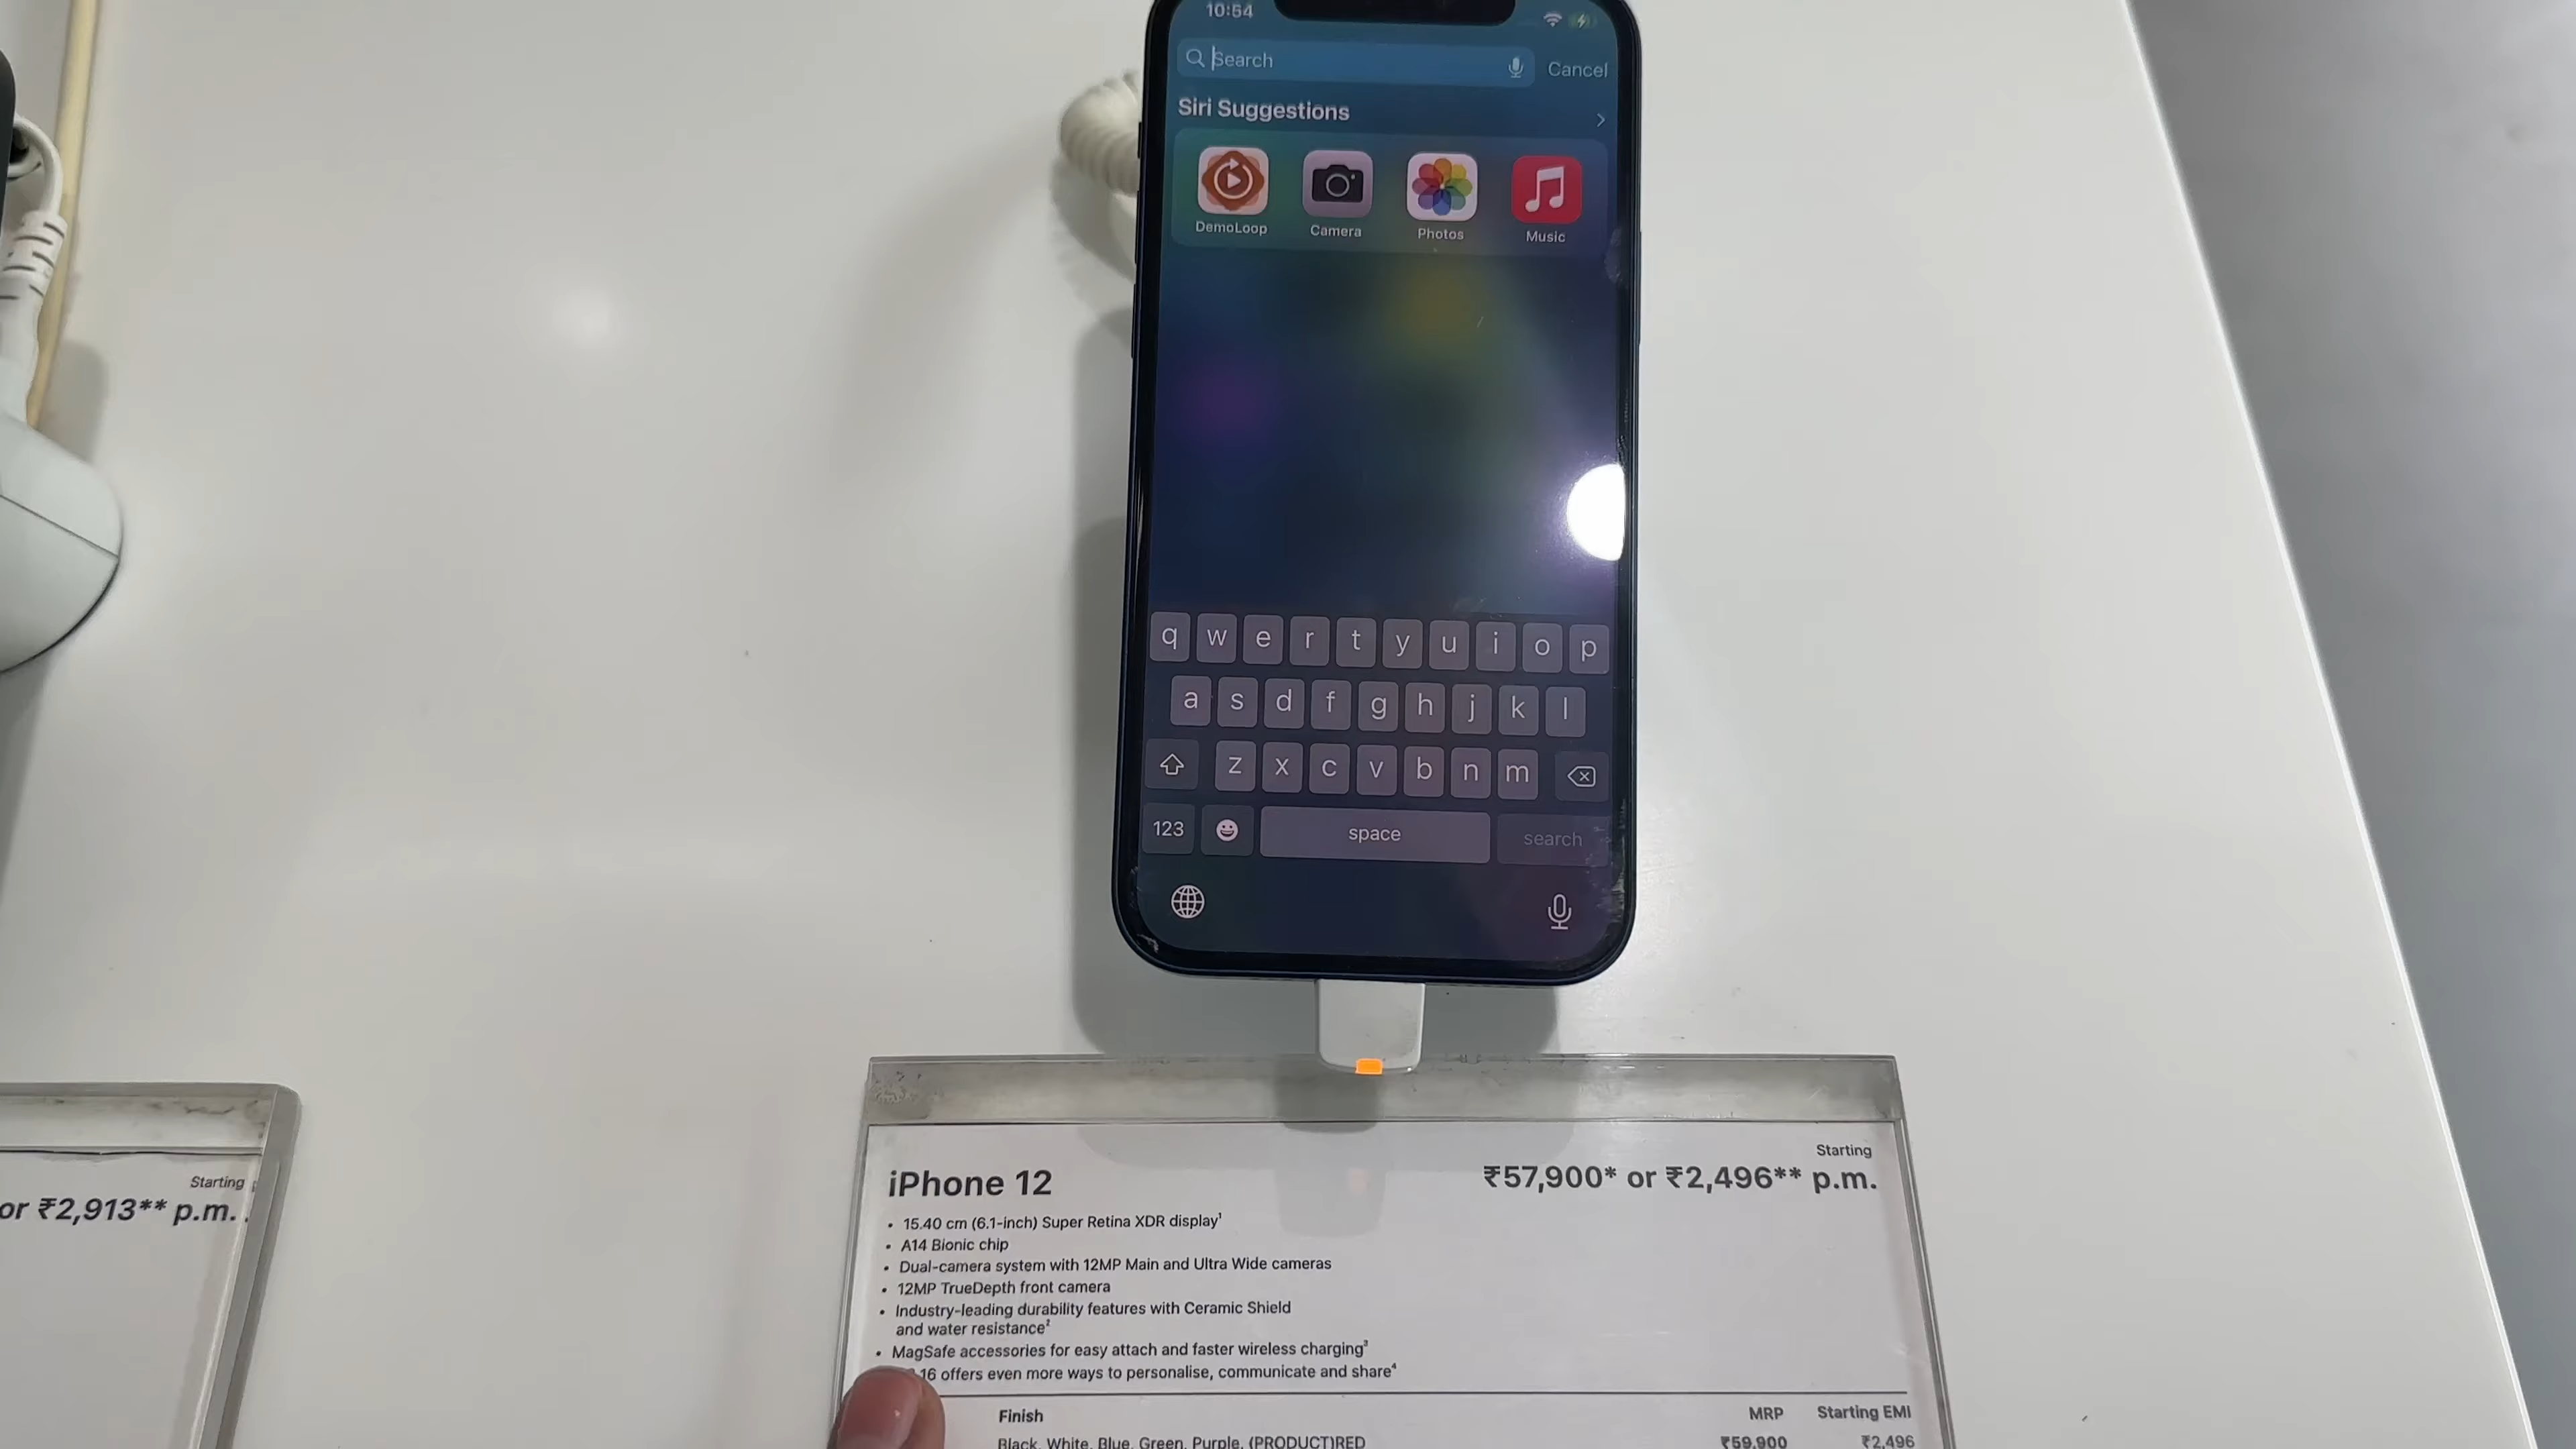 10:54
Search
Cancel
Siri Suggestions
DemoLoop Camera Photos Music
q w e r t y u i o p
a s d f g h j k l
z x c v b n m
123 space search
Starting
or ₹2,913** p.m.
Starting
iPhone 12 ₹57,900* or ₹2,496** p.m.
• 15.40 cm (6.1-inch) Super Retina XDR display¹
• A14 Bionic chip
• Dual-camera system with 12MP Main and Ultra Wide cameras
• 12MP TrueDepth front camera
• Industry-leading durability features with Ceramic Shield
and water resistance²
• MagSafe accessories for easy attach and faster wireless charging³
16 offers even more ways to personalise, communicate and share⁴
Finish MRP Starting EMI
Black, White, Blue, Green, Purple, (PRODUCT)RED ₹59,900 ₹2,496